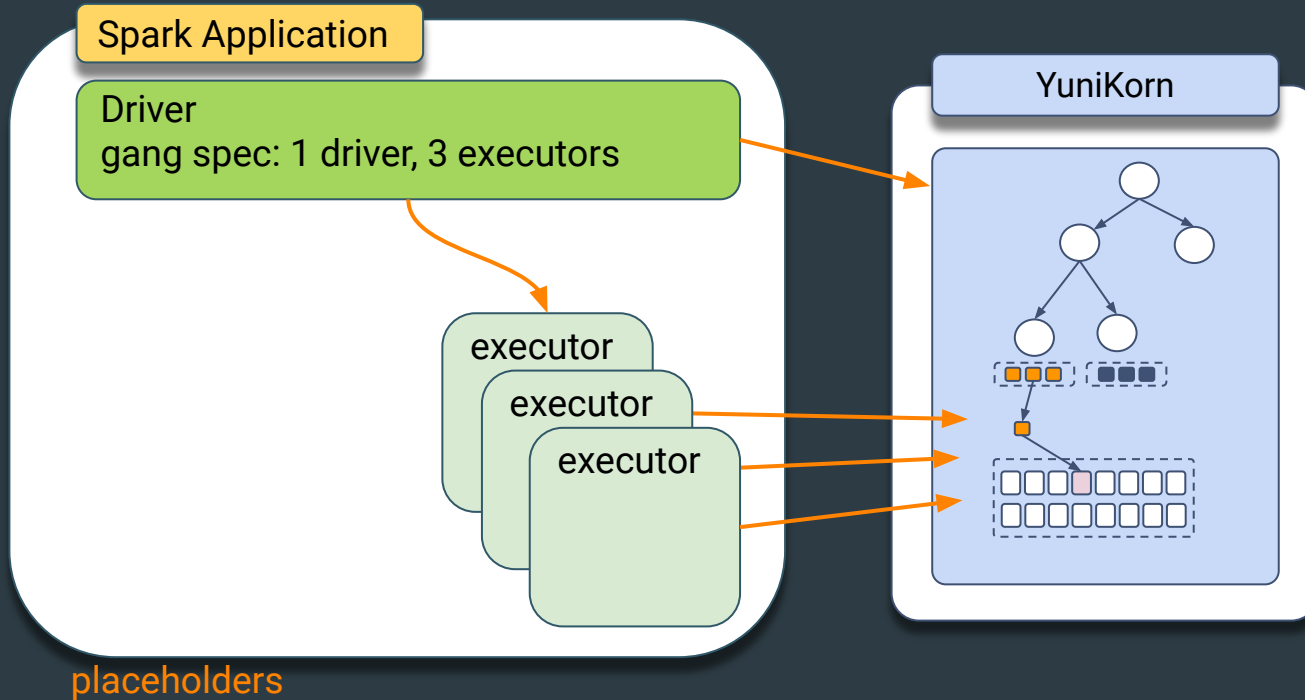 Spark Application
Driver
gang spec: 1 driver, 3 executors
YuniKorn
executor
executor
executor
placeholders